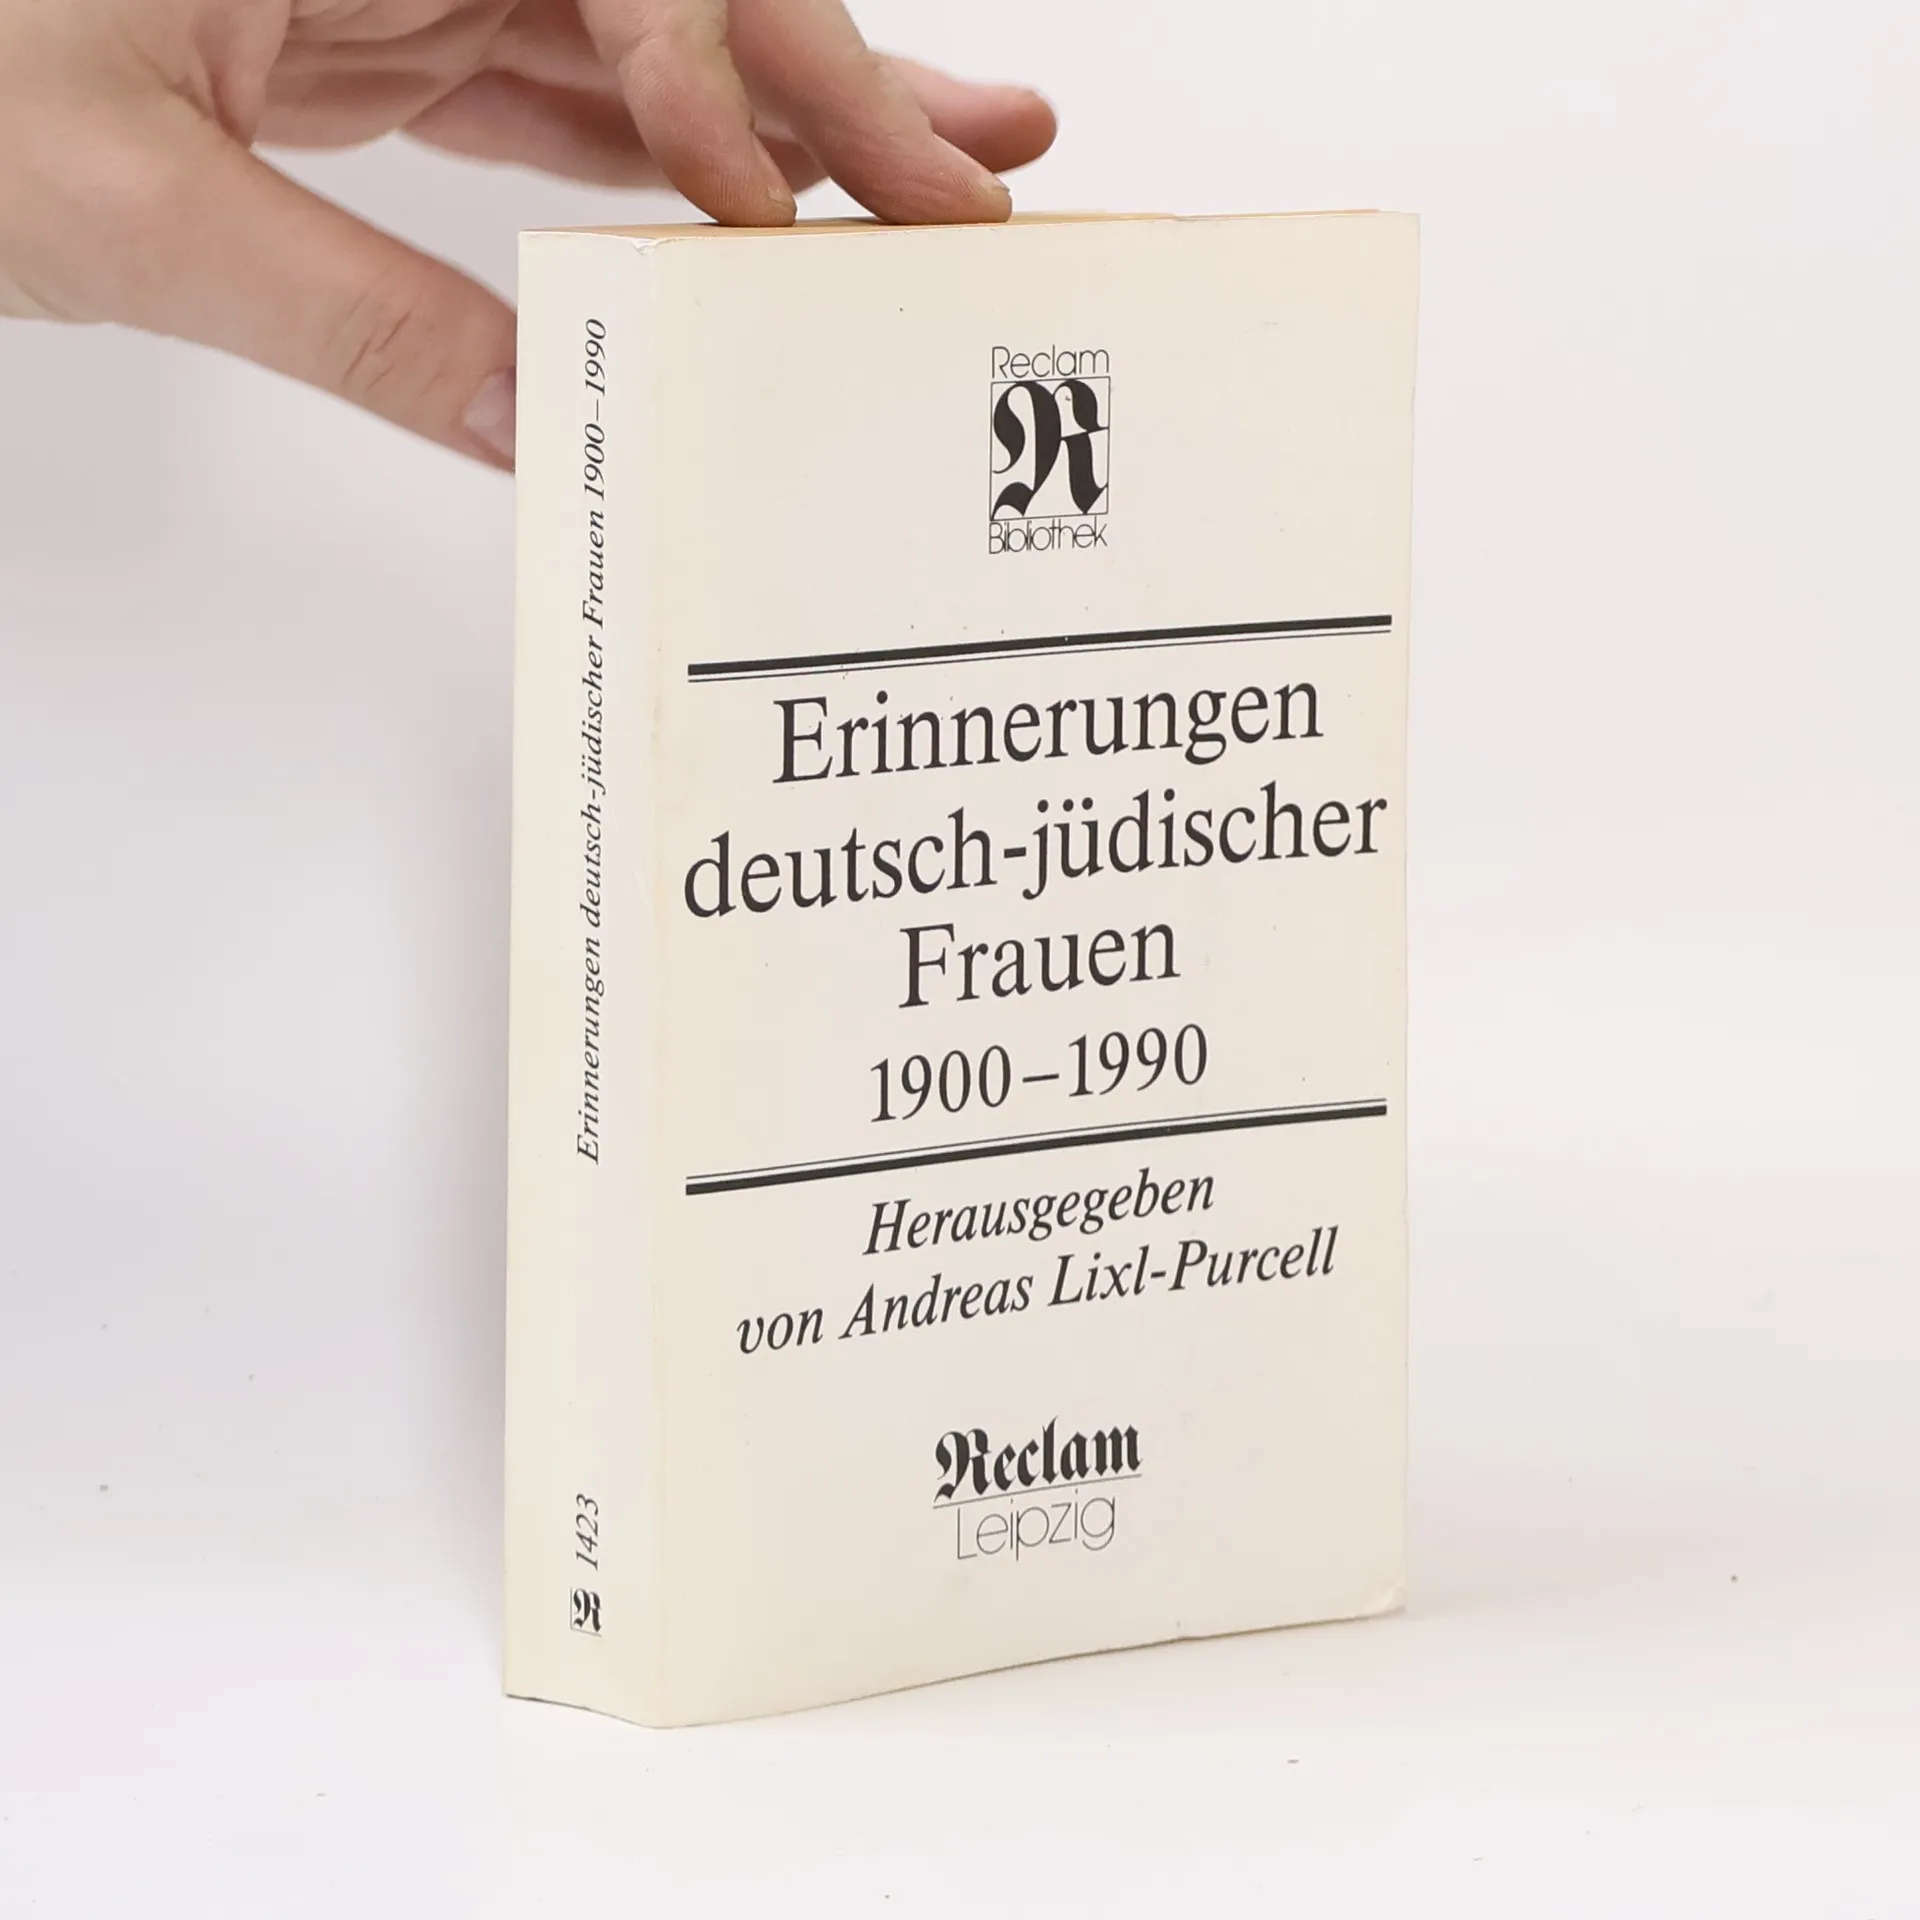 Erinnerungen deutsch-jüdischer Frauen 1900–1990
R 1423
Reclam
R
Bibliothek
Erinnerungen
deutsch-jüdischer
Frauen
1900–1990
Herausgegeben
von Andreas Lixl-Purcell
Reclam
Leipzig